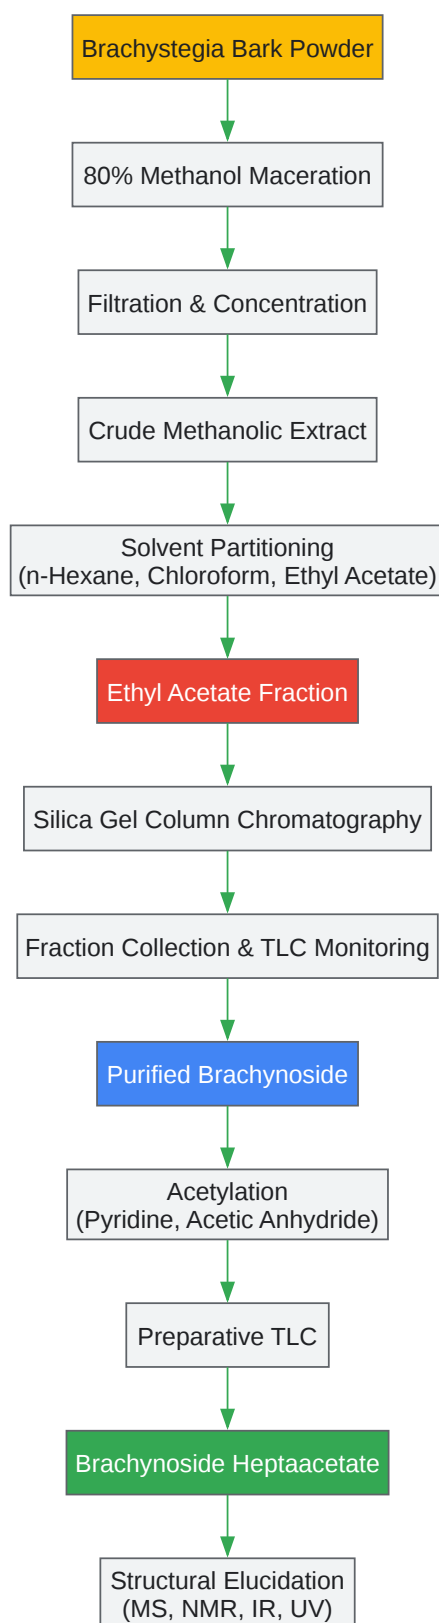 Brachystegia Bark Powder
80% Methanol Maceration
Filtration & Concentration
Crude Methanolic Extract
Solvent Partitioning
(n-Hexane, Chloroform, Ethyl Acetate)
Ethyl Acetate Fraction
Silica Gel Column Chromatography
Fraction Collection & TLC Monitoring
Purified Brachynoside
Acetylation
(Pyridine, Acetic Anhydride)
Preparative TLC
Brachynoside Heptaacetate
Structural Elucidation
(MS, NMR, IR, UV)